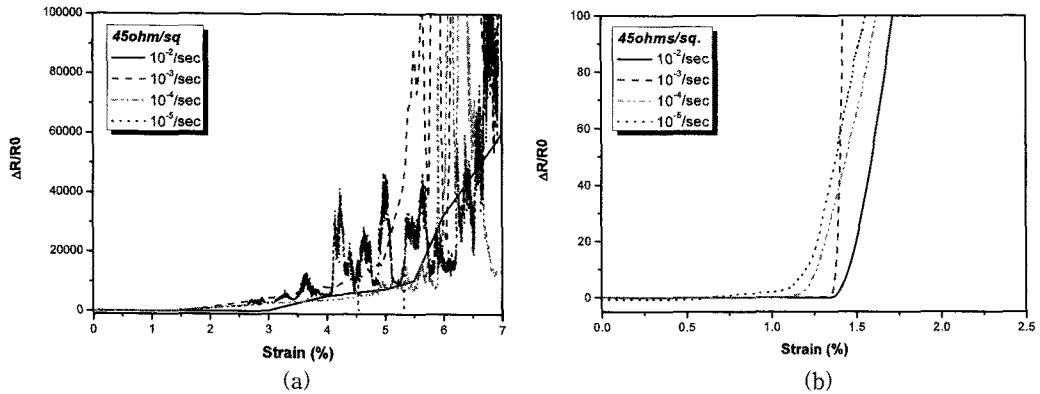 100000
80000
60000
40000
20000
0
ΔR/R0
45ohm/sq
10⁻²/sec
10⁻³/sec
10⁻⁴/sec
10⁻⁵/sec
0 1 2 3 4 5 6 7
Strain (%)
(a)
100
80
60
40
20
0
ΔR/R0
45ohms/sq.
10⁻²/sec
10⁻³/sec
10⁻⁴/sec
10⁻⁵/sec
0.0 0.5 1.0 1.5 2.0 2.5
Strain (%)
(b)